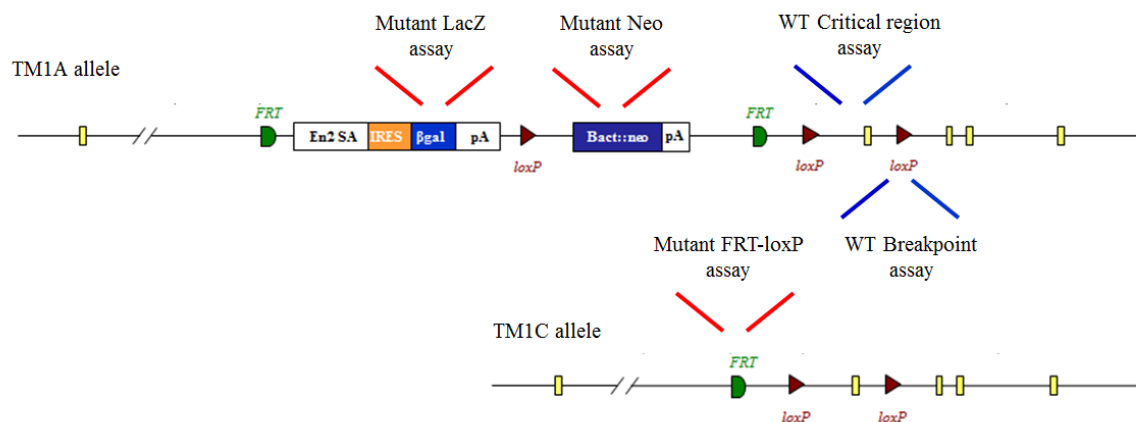 Mutant LacZ
assay
Mutant Neo
assay
WT Critical region
assay
TM1A allele
FRT
En2 SA
IRES
βgal
pA
loxP
Bact::neo
pA
FRT
loxP
loxP
Mutant FRT-loxP
assay
WT Breakpoint
assay
TM1C allele
FRT
loxP
loxP